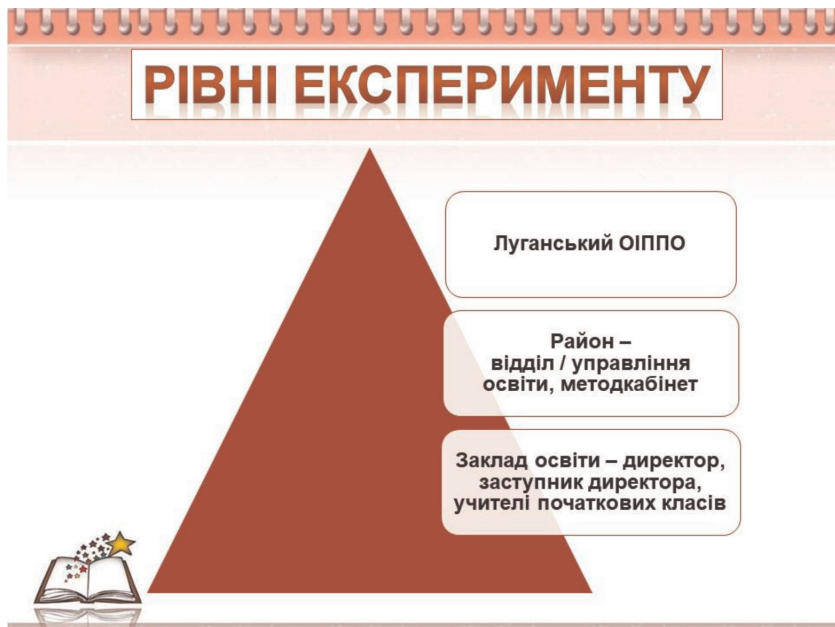 РІВНІ ЕКСПЕРИМЕНТУ
Луганський ОІППО
Район –
відділ / управління
освіти, методкабінет
Заклад освіти – директор,
заступник директора,
учителі початкових класів